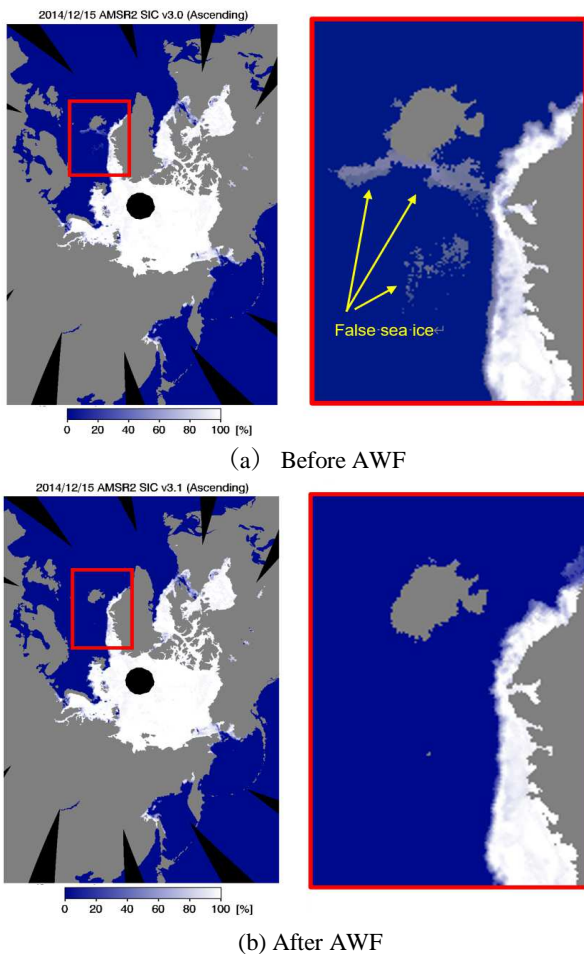 2014/12/15 AMSR2 SIC v3.0 (Ascending)
False sea ice↵
0 20 40 60 80 100 [%]
(a) Before AWF
2014/12/15 AMSR2 SIC v3.1 (Ascending)
0 20 40 60 80 100 [%]
(b) After AWF